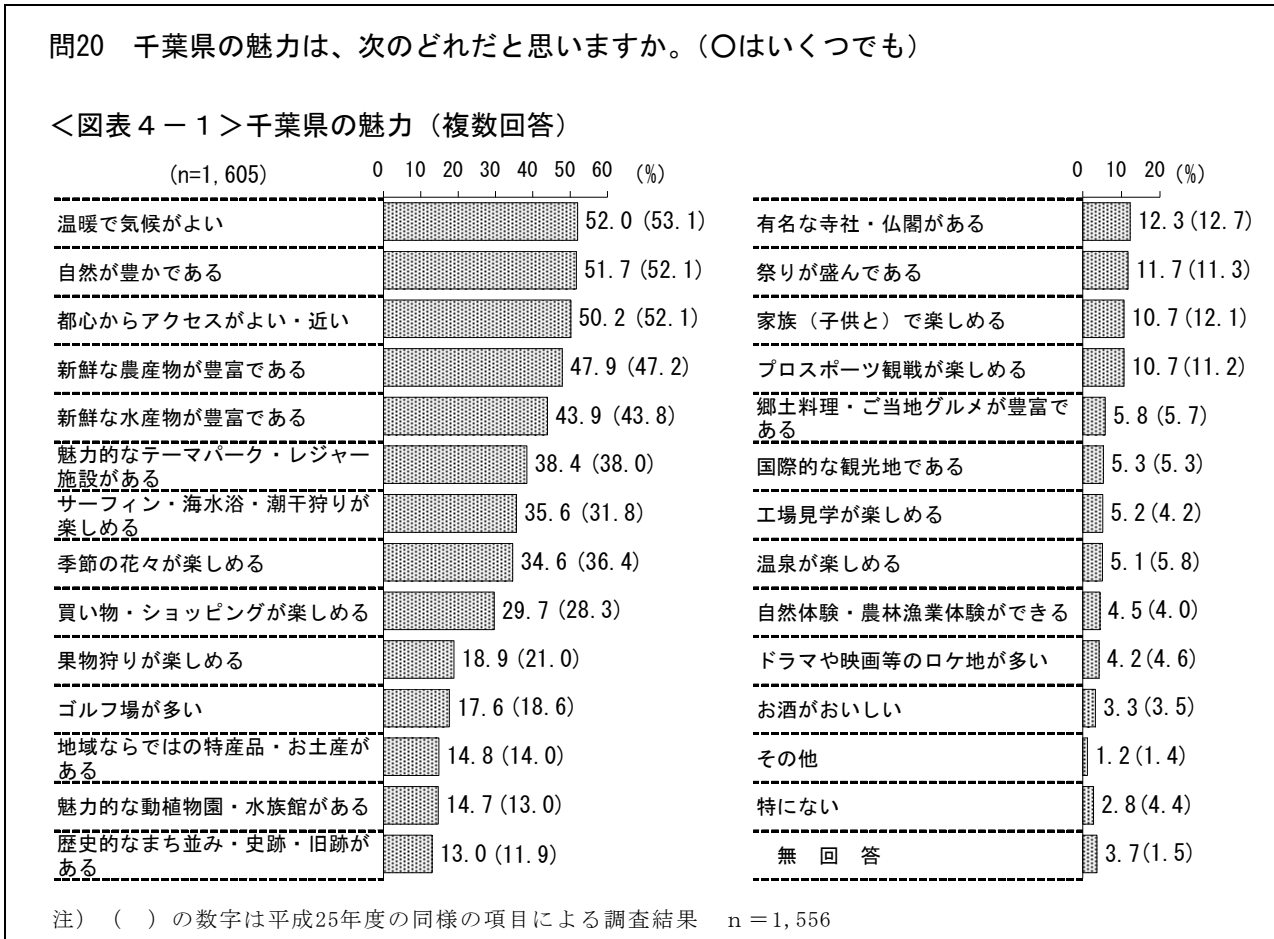 問20 千葉県の魅力は、次のどれだと思いますか。(〇はいくつでも)
<図表4-1>千葉県の魅力(複数回答)
(n=1,605)
0 10 20 30 40 50 60 (%)
温暖で気候がよい 52.0 (53.1)
自然が豊かである 51.7 (52.1)
都心からアクセスがよい・近い 50.2 (52.1)
新鮮な農産物が豊富である 47.9 (47.2)
新鮮な水産物が豊富である 43.9 (43.8)
魅力的なテーマパーク・レジャー
施設がある 38.4 (38.0)
サーフィン・海水浴・潮干狩りが
楽しめる 35.6 (31.8)
季節の花々が楽しめる 34.6 (36.4)
買い物・ショッピングが楽しめる 29.7 (28.3)
果物狩りが楽しめる 18.9 (21.0)
ゴルフ場が多い 17.6 (18.6)
地域ならではの特産品・お土産が
ある 14.8 (14.0)
魅力的な動植物園・水族館がある 14.7 (13.0)
歴史的なまち並み・史跡・旧跡が
ある 13.0 (11.9)
0 10 20 (%)
有名な寺社・仏閣がある 12.3 (12.7)
祭りが盛んである 11.7 (11.3)
家族(子供と)で楽しめる 10.7 (12.1)
プロスポーツ観戦が楽しめる 10.7 (11.2)
郷土料理・ご当地グルメが豊富で
ある 5.8 (5.7)
国際的な観光地である 5.3 (5.3)
工場見学が楽しめる 5.2 (4.2)
温泉が楽しめる 5.1 (5.8)
自然体験・農林漁業体験ができる 4.5 (4.0)
ドラマや映画等のロケ地が多い 4.2 (4.6)
お酒がおいしい 3.3 (3.5)
その他 1.2 (1.4)
特にない 2.8 (4.4)
無 回 答 3.7 (1.5)
注) ( )の数字は平成25年度の同様の項目による調査結果 n=1,556